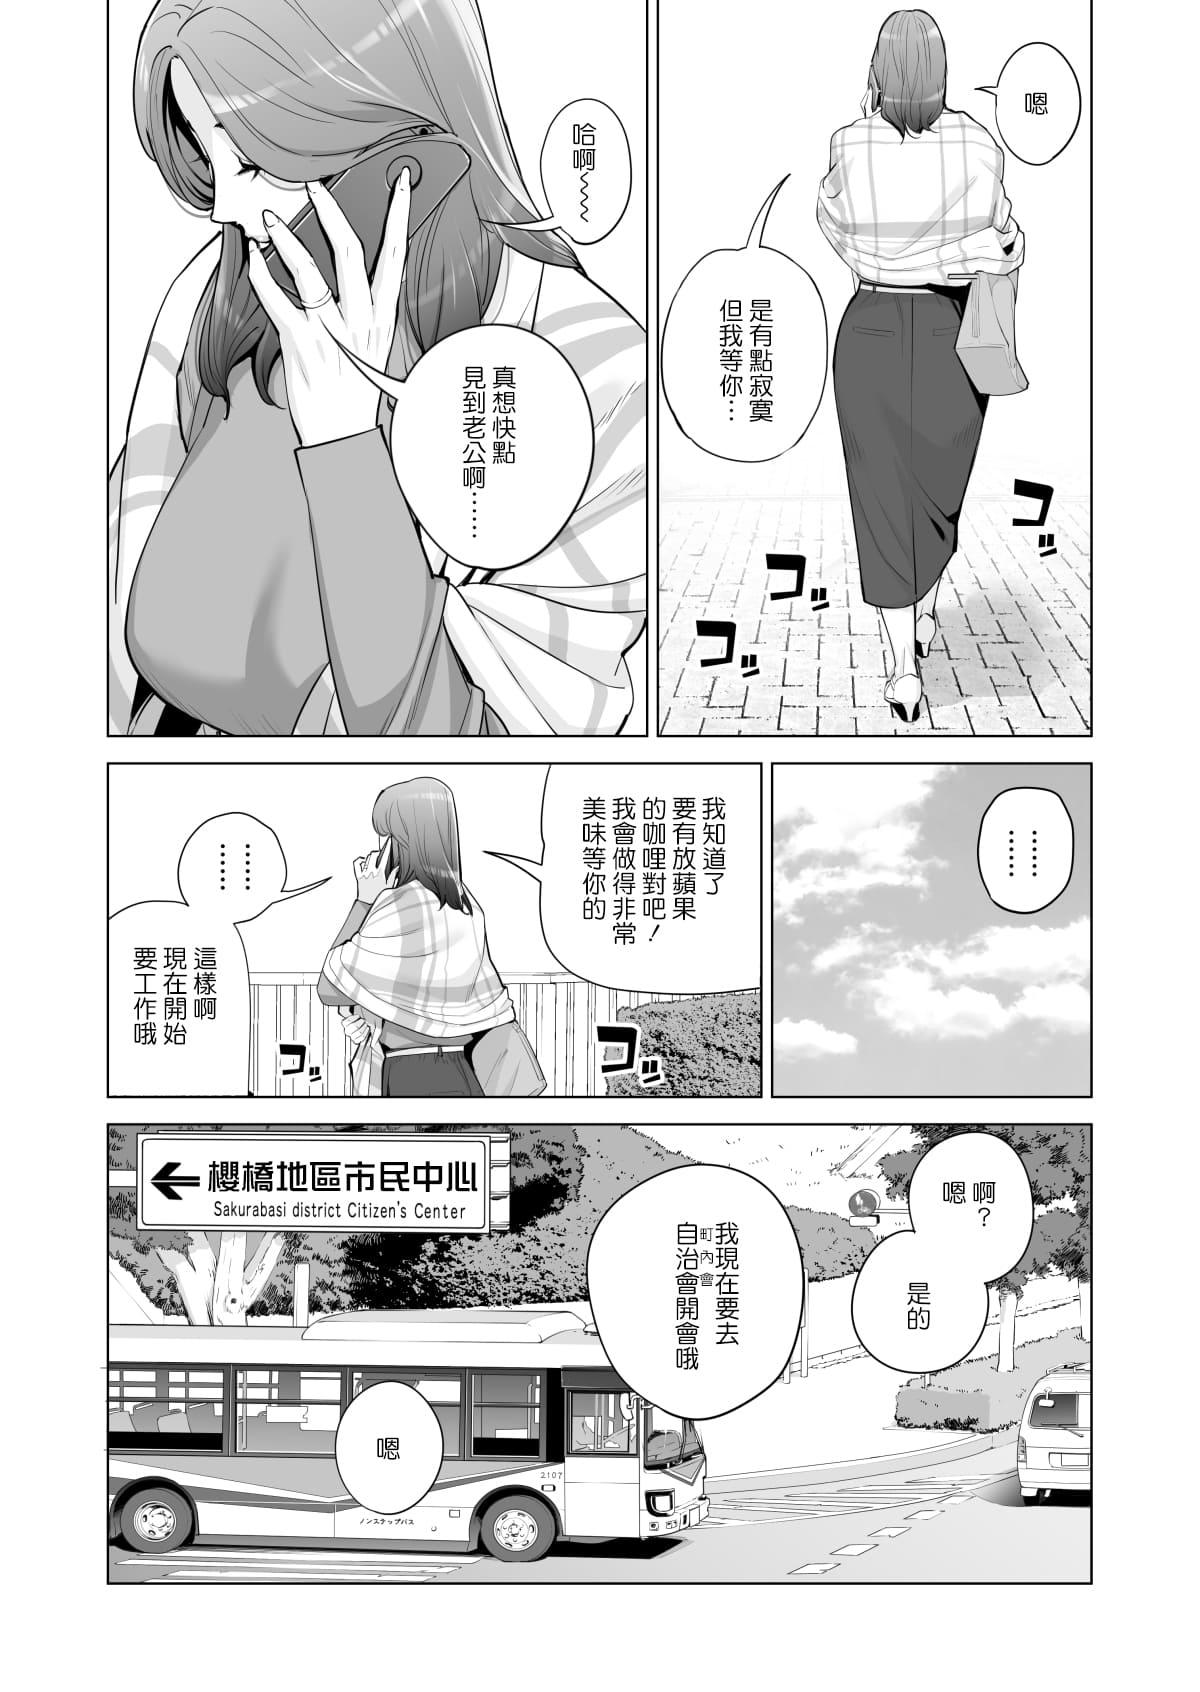 嗯
是有點寂寞
但我等你…
コッ
コッ
コッ
哈啊~~~
真想快點
見到老公啊……
……
……
我知道了
要有放蘋果
的咖哩對吧!
我會做得非常
美味等你的
コッ
コッ
……
……
這樣啊
現在開始
要工作哦
啊
嗯?
是的
我現在要去
町內會
自治會開會哦
嗯
櫻橋地區市民中心
Sakurabasi district Citizen's Center
2107
ノンステップバス